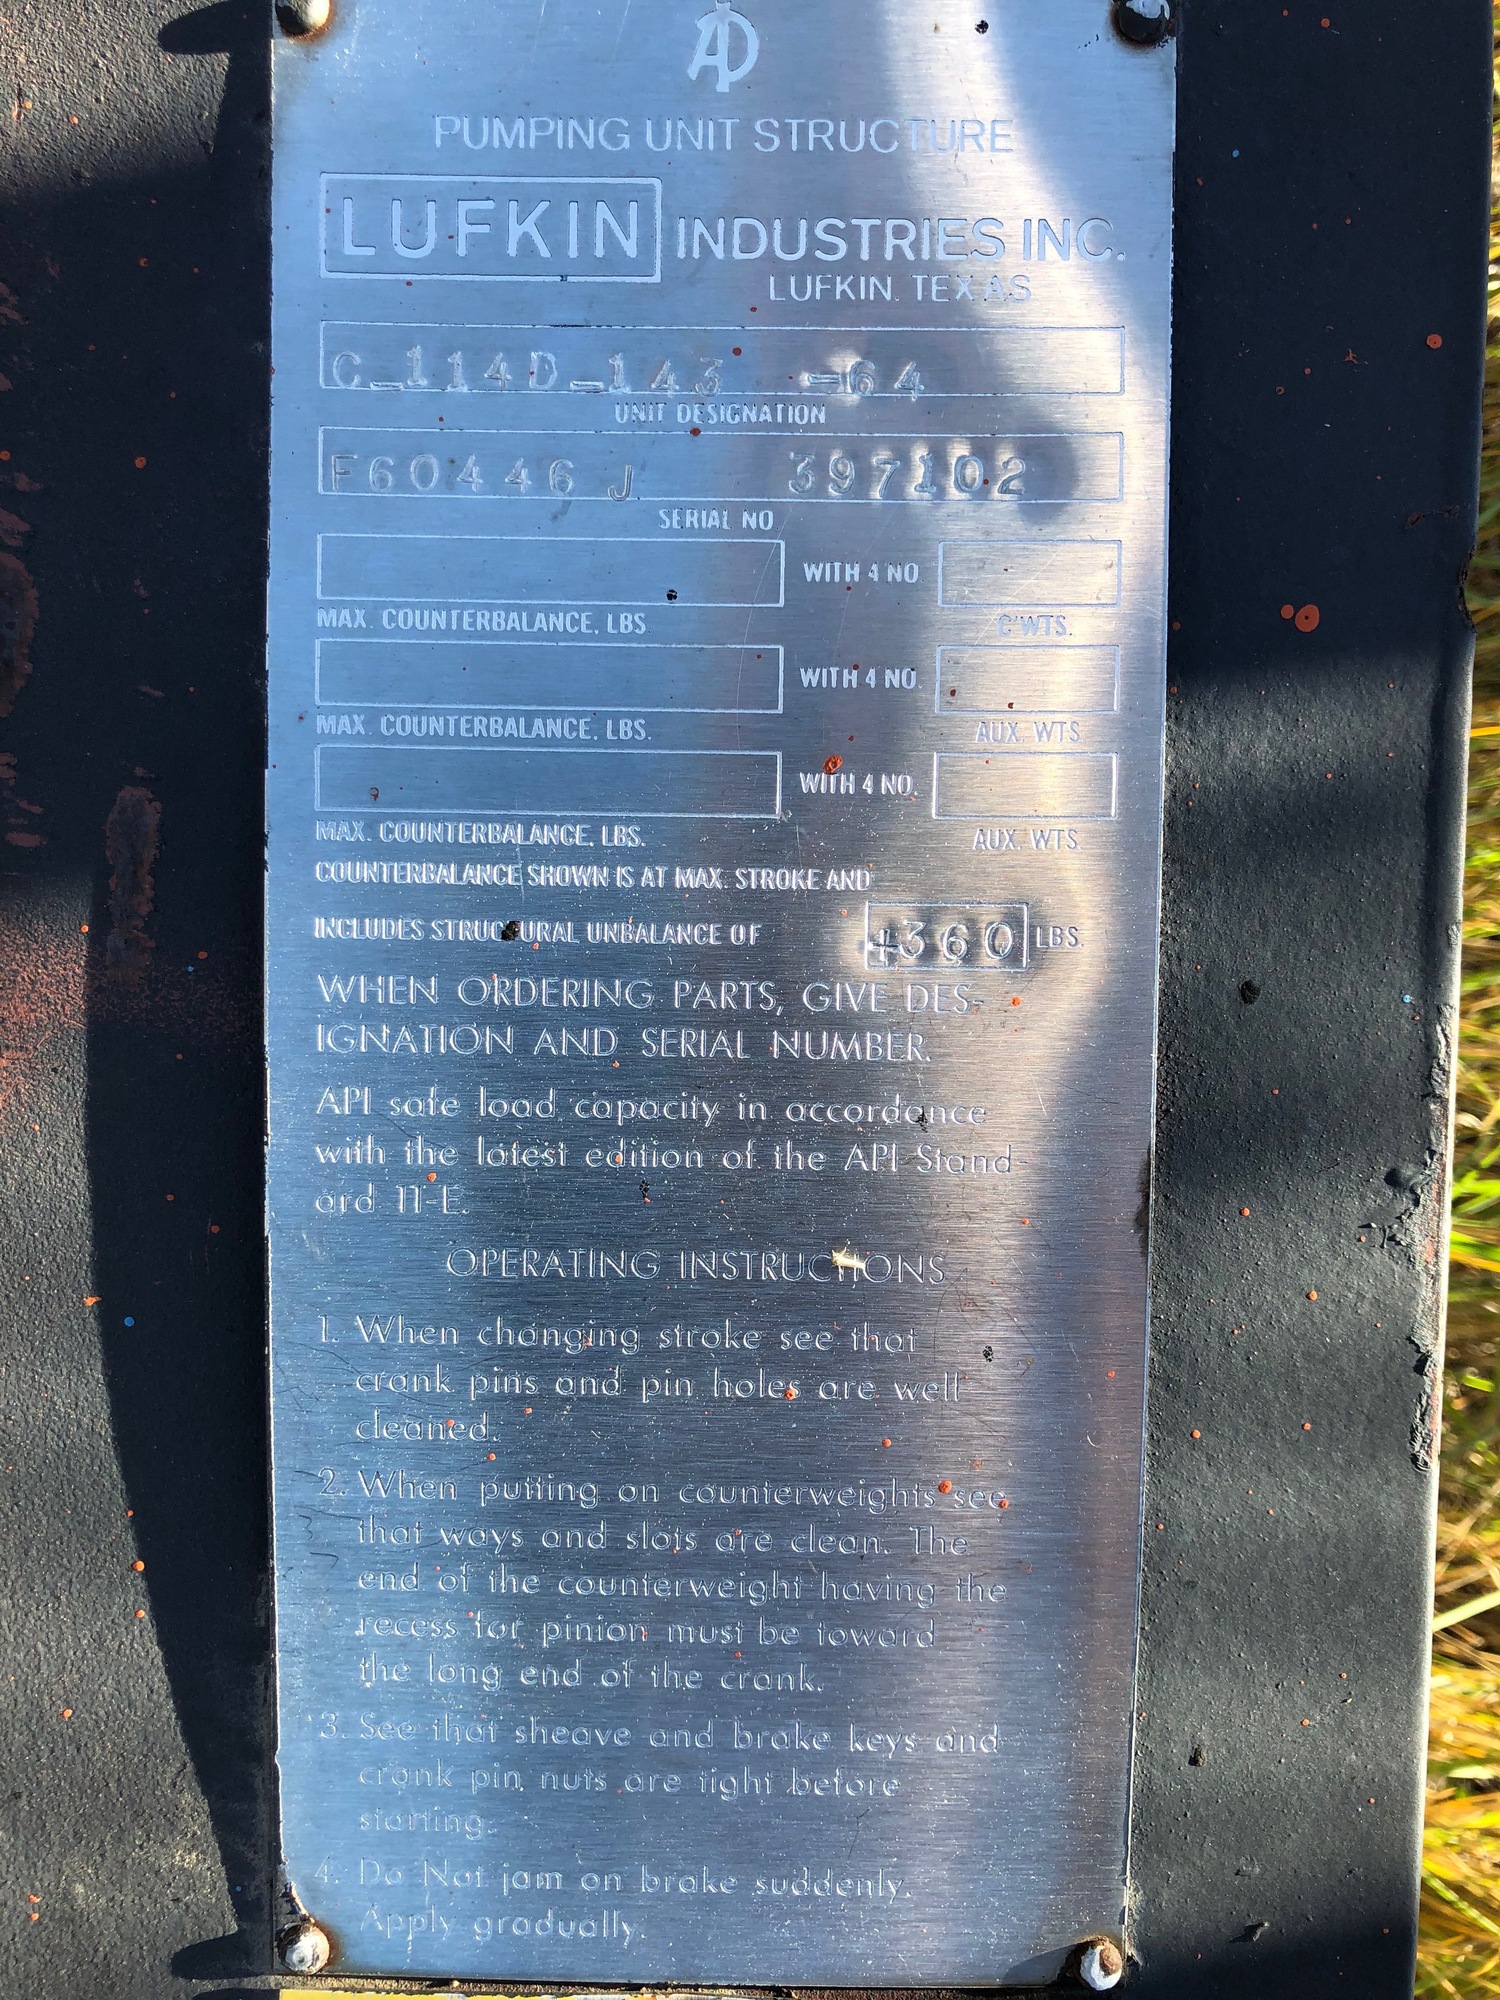 API
PUMPING UNIT STRUCTURE
LUFKIN INDUSTRIES INC.
LUFKIN, TEXAS
C-114D-143 -64
UNIT DESIGNATION
F60446 J 397102
SERIAL NO
WITH 4 NO.
MAX. COUNTERBALANCE, LBS. C'WTS.
WITH 4 NO.
MAX. COUNTERBALANCE, LBS. AUX. WTS.
WITH 4 NO.
MAX. COUNTERBALANCE, LBS. AUX. WTS.
COUNTERBALANCE SHOWN IS AT MAX. STROKE AND
INCLUDES STRUCTURAL UNBALANCE OF +360 LBS.
WHEN ORDERING PARTS, GIVE DES-
IGNATION AND SERIAL NUMBER.
API safe load capacity in accordance
with the latest edition of the API Stand-
ard 11-E.
OPERATING INSTRUCTIONS
1. When changing stroke see that
crank pins and pin holes are well
cleaned.
2. When putting on counterweights see
that ways and slots are clean. The
end of the counterweight having the
recess for pinion must be toward
the long end of the crank.
3. See that sheave and brake keys and
crank pin nuts are tight before
starting.
4. Do Not jam on brake suddenly.
Apply gradually.